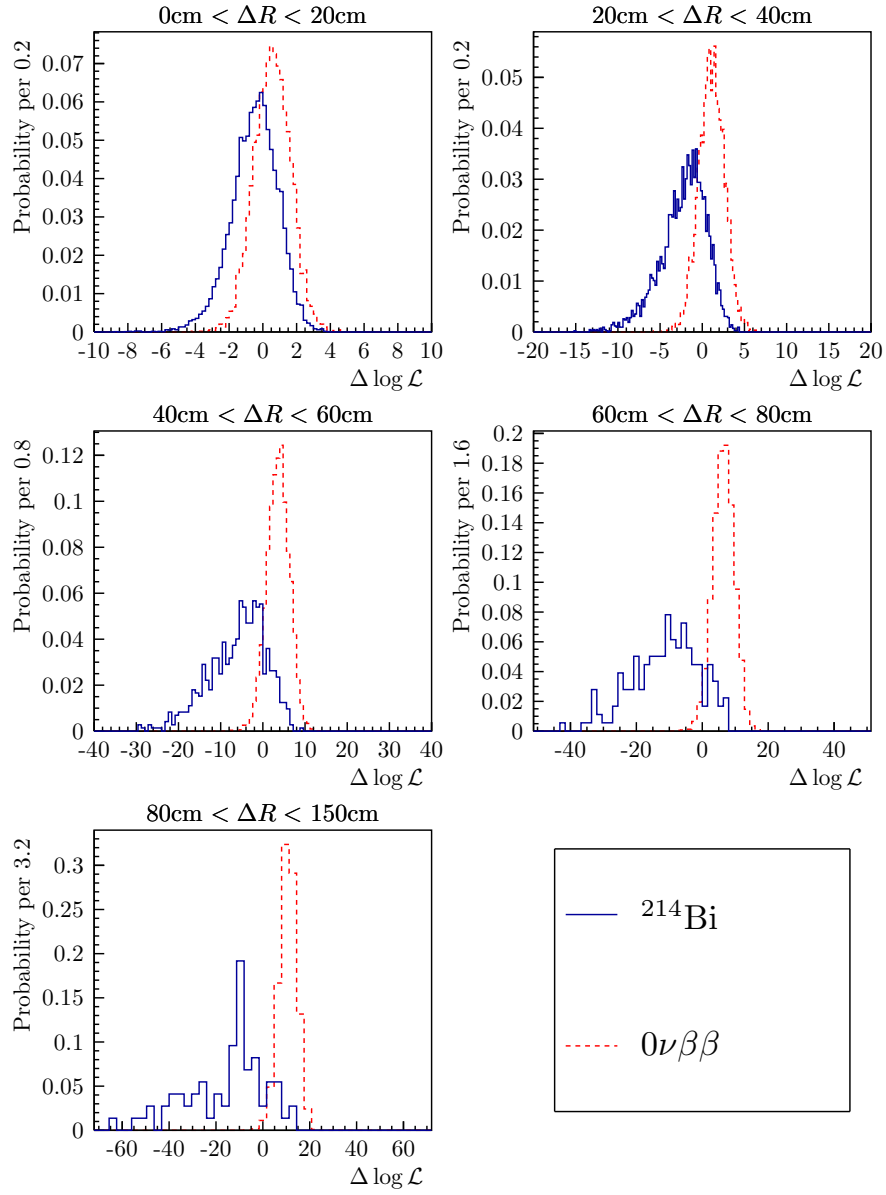 0cm < ΔR < 20cm
Probability per 0.2
0.07
0.06
0.05
0.04
0.03
0.02
0.01
0
-10 -8 -6 -4 -2 0 2 4 6 8 10
Δ log ℒ
20cm < ΔR < 40cm
Probability per 0.2
0.05
0.04
0.03
0.02
0.01
0
-20 -15 -10 -5 0 5 10 15 20
Δ log ℒ
40cm < ΔR < 60cm
Probability per 0.8
0.12
0.1
0.08
0.06
0.04
0.02
0
-40 -30 -20 -10 0 10 20 30 40
Δ log ℒ
60cm < ΔR < 80cm
Probability per 1.6
0.2
0.18
0.16
0.14
0.12
0.1
0.08
0.06
0.04
0.02
0
-40 -20 0 20 40
Δ log ℒ
80cm < ΔR < 150cm
Probability per 3.2
0.3
0.25
0.2
0.15
0.1
0.05
0
-60 -40 -20 0 20 40 60
Δ log ℒ
²¹⁴Bi
0νββ